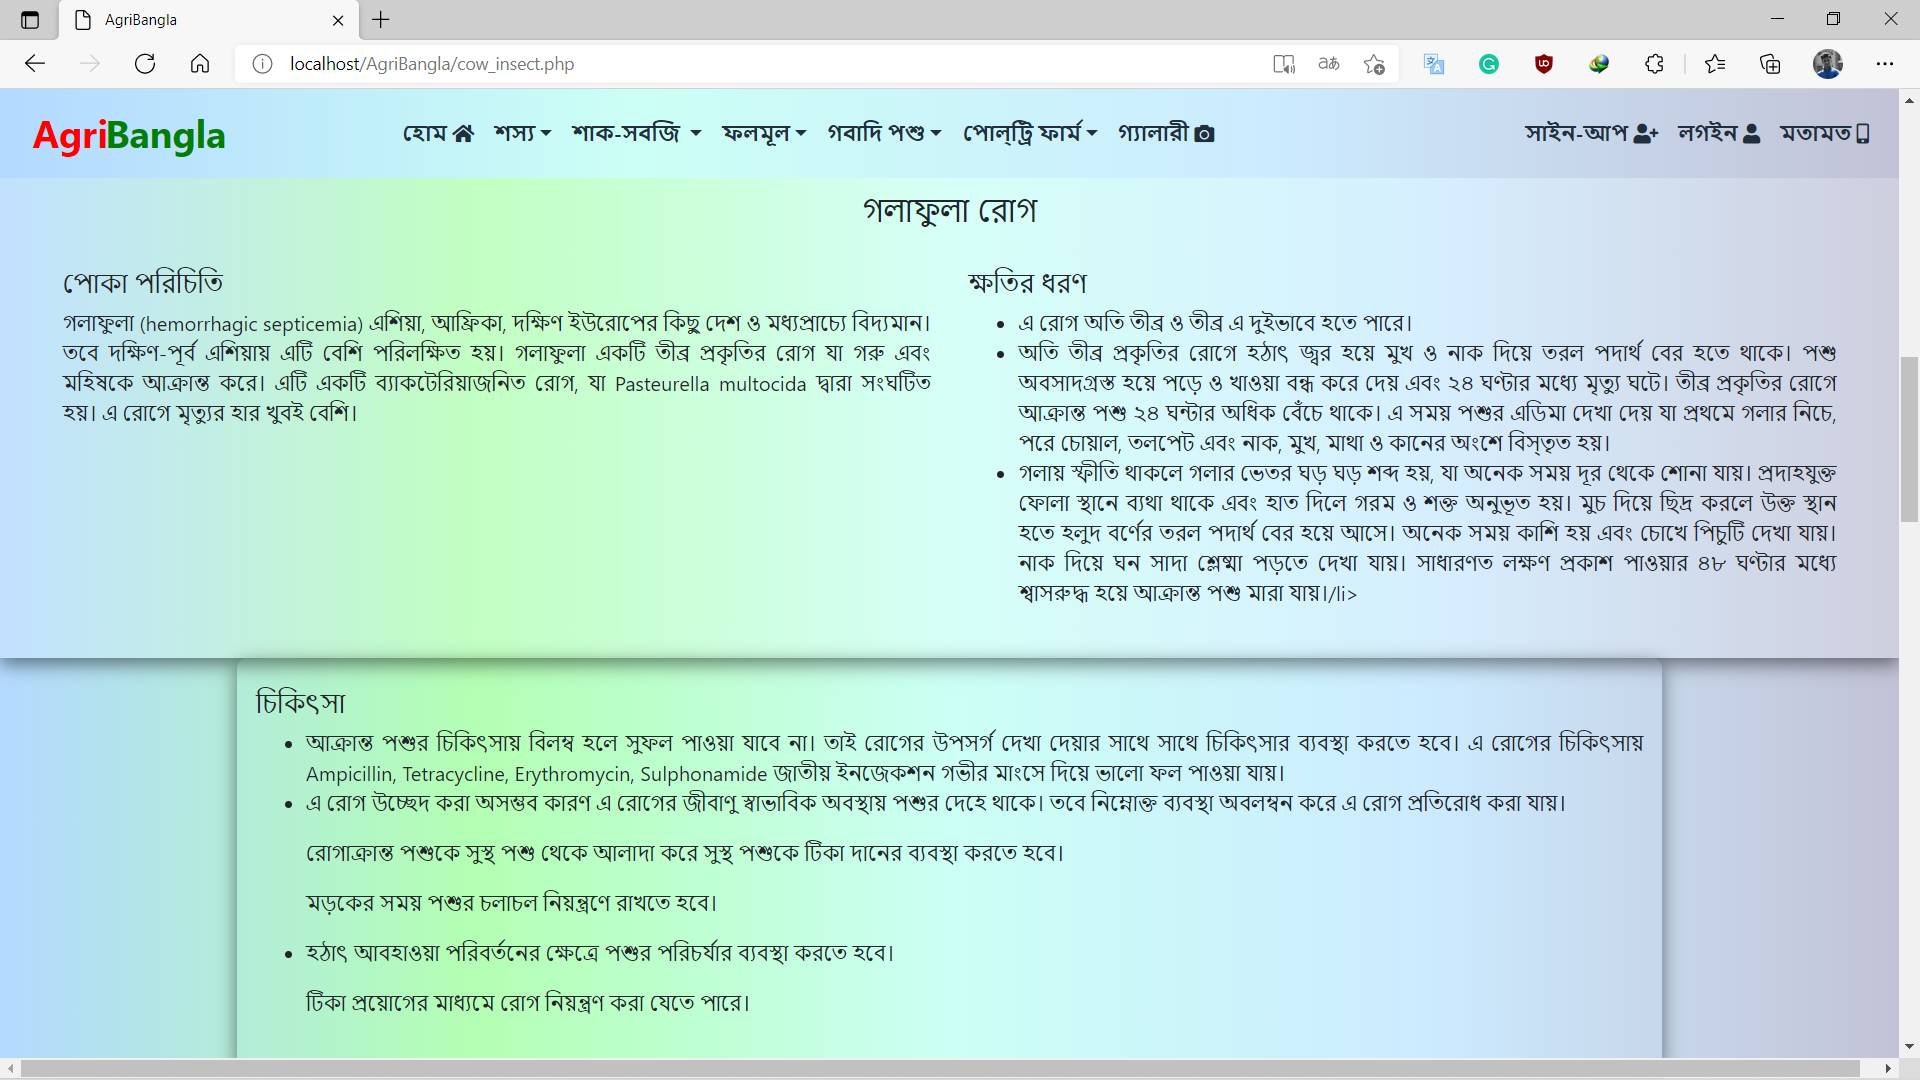 AgriBangla
localhost/AgriBangla/cow_insect.php
AgriBangla
হোম শস্য শাক-সবজি ফলমূল গবাদি পশু পোল্ট্রি ফার্ম গ্যালারী সাইন-আপ লগইন মতামত
গলাফুলা রোগ
পোকা পরিচিতি
গলাফুলা (hemorrhagic septicemia) এশিয়া, আফ্রিকা, দক্ষিণ ইউরোপের কিছু দেশ ও মধ্যপ্রাচ্যে বিদ্যমান।
তবে দক্ষিণ-পূর্ব এশিয়ায় এটি বেশি পরিলক্ষিত হয়। গলাফুলা একটি তীব্র প্রকৃতির রোগ যা গরু এবং
মহিষকে আক্রান্ত করে। এটি একটি ব্যাকটেরিয়াজনিত রোগ, যা Pasteurella multocida দ্বারা সংঘটিত
হয়। এ রোগে মৃত্যুর হার খুবই বেশি।
ক্ষতির ধরণ
এ রোগ অতি তীব্র ও তীব্র এ দুইভাবে হতে পারে।
অতি তীব্র প্রকৃতির রোগে হঠাৎ জ্বর হয়ে মুখ ও নাক দিয়ে তরল পদার্থ বের হতে থাকে। পশু
অবসাদগ্রস্ত হয়ে পড়ে ও খাওয়া বন্ধ করে দেয় এবং ২৪ ঘণ্টার মধ্যে মৃত্যু ঘটে। তীব্র প্রকৃতির রোগে
আক্রান্ত পশু ২৪ ঘন্টার অধিক বেঁচে থাকে। এ সময় পশুর এডিমা দেখা দেয় যা প্রথমে গলার নিচে,
পরে চোয়াল, তলপেট এবং নাক, মুখ, মাথা ও কানের অংশে বিস্তৃত হয়।
গলায় স্ফীতি থাকলে গলার ভেতর ঘড় ঘড় শব্দ হয়, যা অনেক সময় দূর থেকে শোনা যায়। প্রদাহযুক্ত
ফোলা স্থানে ব্যথা থাকে এবং হাত দিলে গরম ও শক্ত অনুভূত হয়। মুচ দিয়ে ছিদ্র করলে উক্ত স্থান
হতে হলুদ বর্ণের তরল পদার্থ বের হয়ে আসে। অনেক সময় কাশি হয় এবং চোখে পিচুটি দেখা যায়।
নাক দিয়ে ঘন সাদা শ্লেষ্মা পড়তে দেখা যায়। সাধারণত লক্ষণ প্রকাশ পাওয়ার ৪৮ ঘণ্টার মধ্যে
শ্বাসরুদ্ধ হয়ে আক্রান্ত পশু মারা যায়।/li>
চিকিৎসা
আক্রান্ত পশুর চিকিৎসায় বিলম্ব হলে সুফল পাওয়া যাবে না। তাই রোগের উপসর্গ দেখা দেয়ার সাথে সাথে চিকিৎসার ব্যবস্থা করতে হবে। এ রোগের চিকিৎসায়
Ampicillin, Tetracycline, Erythromycin, Sulphonamide জাতীয় ইনজেকশন গভীর মাংসে দিয়ে ভালো ফল পাওয়া যায়।
এ রোগ উচ্ছেদ করা অসম্ভব কারণ এ রোগের জীবাণু স্বাভাবিক অবস্থায় পশুর দেহে থাকে। তবে নিম্নোক্ত ব্যবস্থা অবলম্বন করে এ রোগ প্রতিরোধ করা যায়।
রোগাক্রান্ত পশুকে সুস্থ পশু থেকে আলাদা করে সুস্থ পশুকে টিকা দানের ব্যবস্থা করতে হবে।
মড়কের সময় পশুর চলাচল নিয়ন্ত্রণে রাখতে হবে।
হঠাৎ আবহাওয়া পরিবর্তনের ক্ষেত্রে পশুর পরিচর্যার ব্যবস্থা করতে হবে।
টিকা প্রয়োগের মাধ্যমে রোগ নিয়ন্ত্রণ করা যেতে পারে।